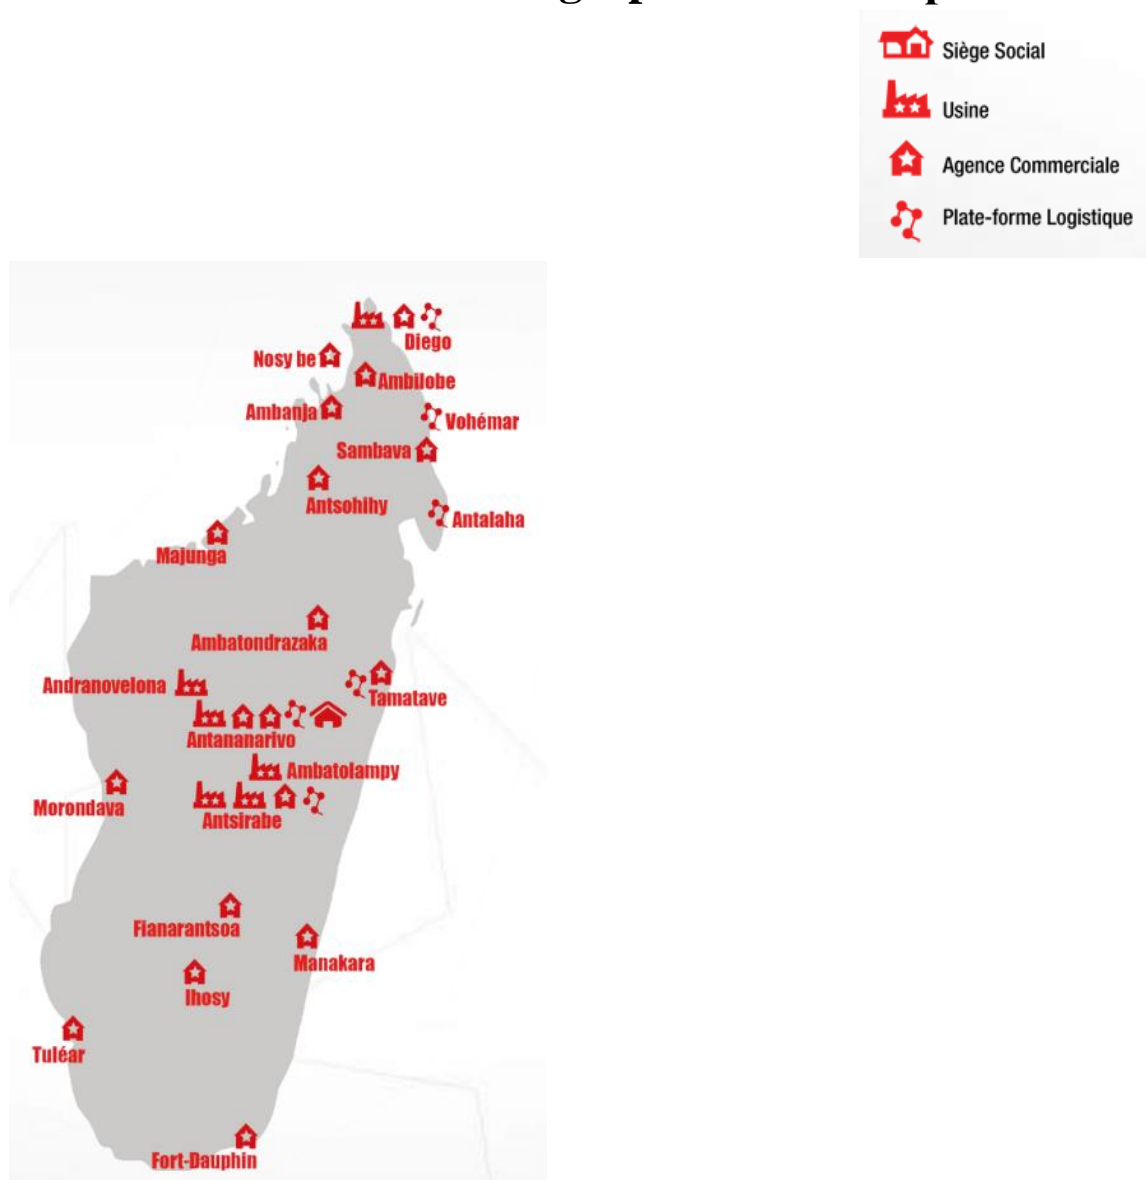 Siège Social
Usine
Agence Commerciale
Plate-forme Logistique
Diego
Nosy be
Ambilobe
Ambanja
Vohémar
Sambava
Antsohihy
Antalaha
Majunga
Ambatondrazaka
Andranovelona
Tamatave
Antananarivo
Ambatolampy
Morondava
Antsirabe
Fianarantsoa
Manakara
Ihosy
Tuléar
Fort-Dauphin